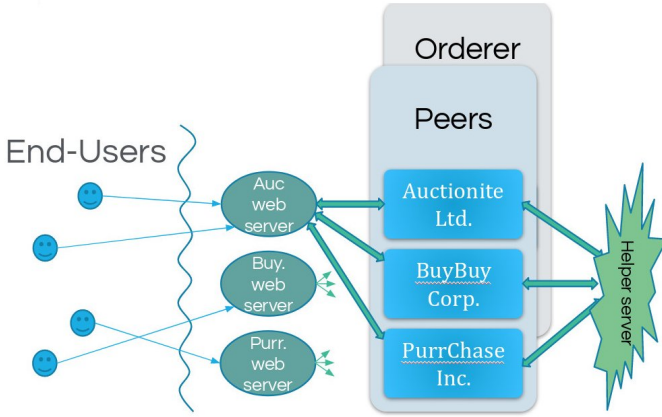 Orderer
Peers
End-Users
Auc
web
server
Auctionite
Ltd.
Buy.
web
server
BuyBuy
Corp.
Helper server
Purr.
web
server
PurrChase
Inc.